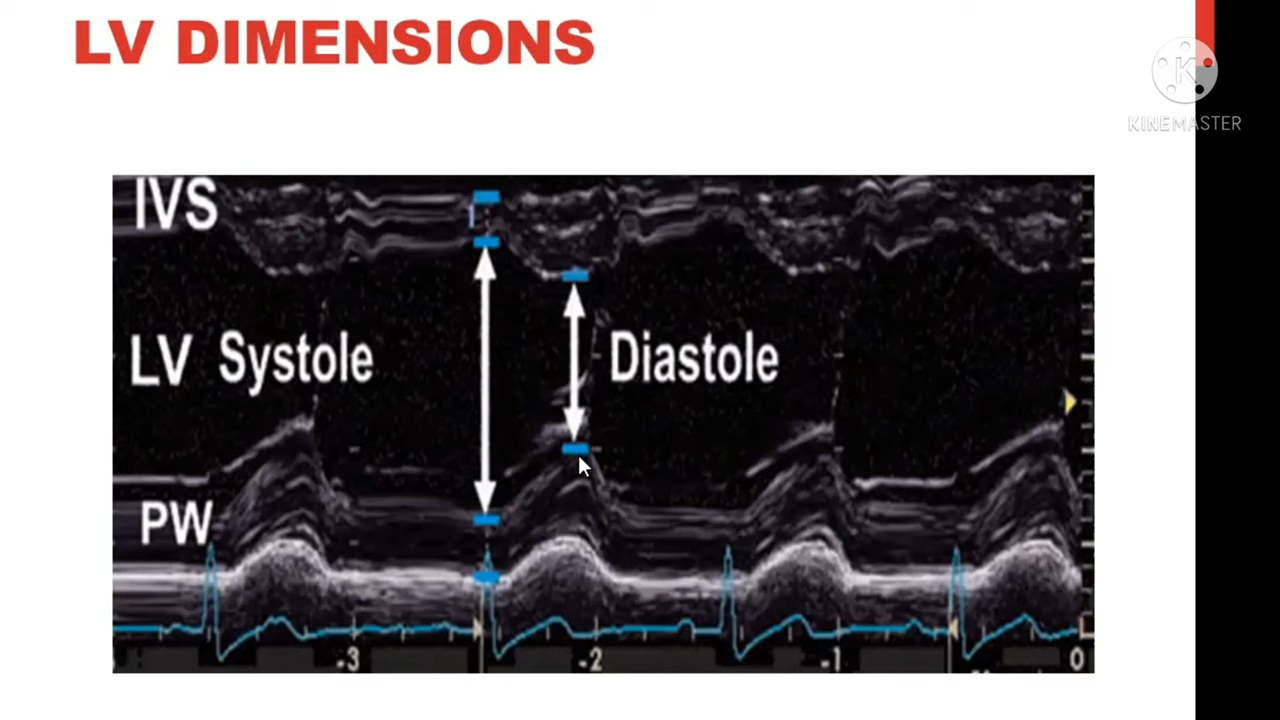 LV DIMENSIONS
K
KINEMASTER
IVS
LV Systole
Diastole
PW
-3
-2
-1
0